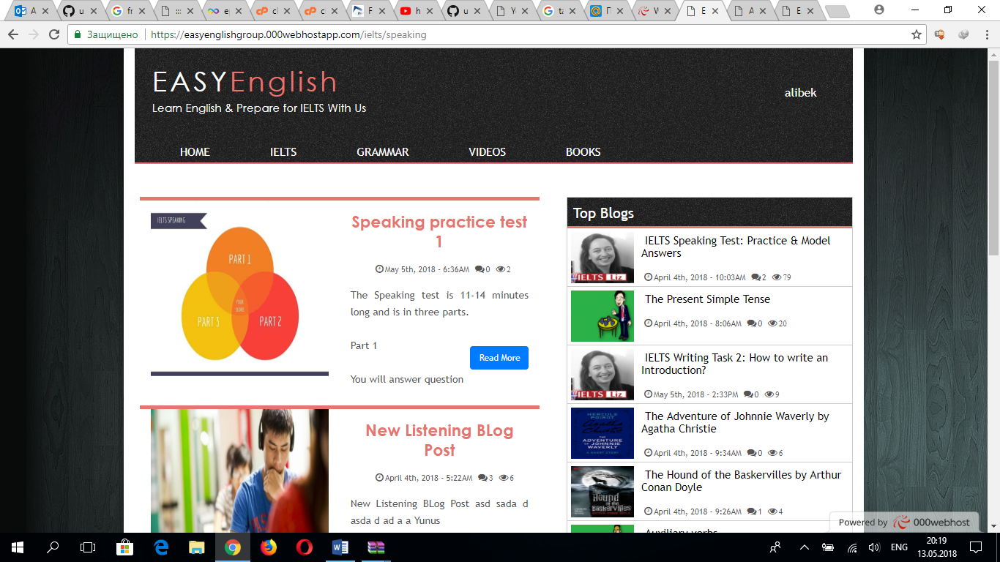 Защищено https://easyenglishgroup.000webhostapp.com/ielts/speaking
EASYEnglish
Learn English & Prepare for IELTS With Us
alibek
HOME IELTS GRAMMAR VIDEOS BOOKS
IELTS SPEAKING
PART 1
PART 3
PART 2
YOUR
SCORE
Speaking practice test
1
May 5th, 2018 - 6:36AM 0 2
The Speaking test is 11-14 minutes
long and is in three parts.
Part 1
Read More
You will answer question
New Listening BLog
Post
April 4th, 2018 - 5:22AM 3 6
New Listening BLog Post asd sada d
asda d ad a a Yunus
Top Blogs
IELTS Liz
IELTS Speaking Test: Practice & Model
Answers
April 4th, 2018 - 10:03AM 2 79
The Present Simple Tense
April 4th, 2018 - 8:06AM 0 20
IELTS Liz
IELTS Writing Task 2: How to write an
Introduction?
May 5th, 2018 - 2:33PM 0 9
HERCULE POIROT
Agatha Christie
THE
ADVENTURE
OF JOHNNIE
WAVERLY
The Adventure of Johnnie Waverly by
Agatha Christie
April 4th, 2018 - 9:34AM 0 6
The Hound of the Baskervilles by Arthur
Conan Doyle
April 4th, 2018 - 9:26AM 1 4
Auxiliary verbs
Powered by 000webhost
ENG
20:19
13.05.2018